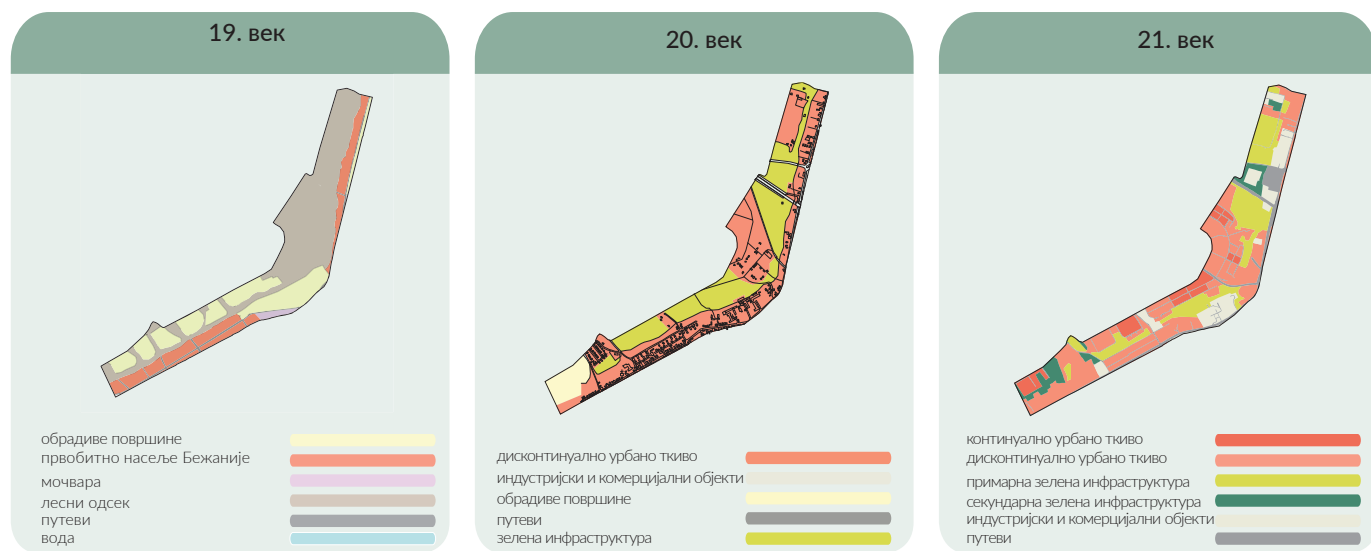 19. век
обрадиве површине
првобитно насеље Бежаније
мочвара
лесни одсек
путеви
вода
20. век
дисконтинуално урбано ткиво
индустријски и комерцијални објекти
обрадиве површине
путеви
зелена инфраструктура
21. век
континуално урбано ткиво
дисконтинуално урбано ткиво
примарна зелена инфраструктура
секундарна зелена инфраструктура
индустријски и комерцијални објекти
путеви